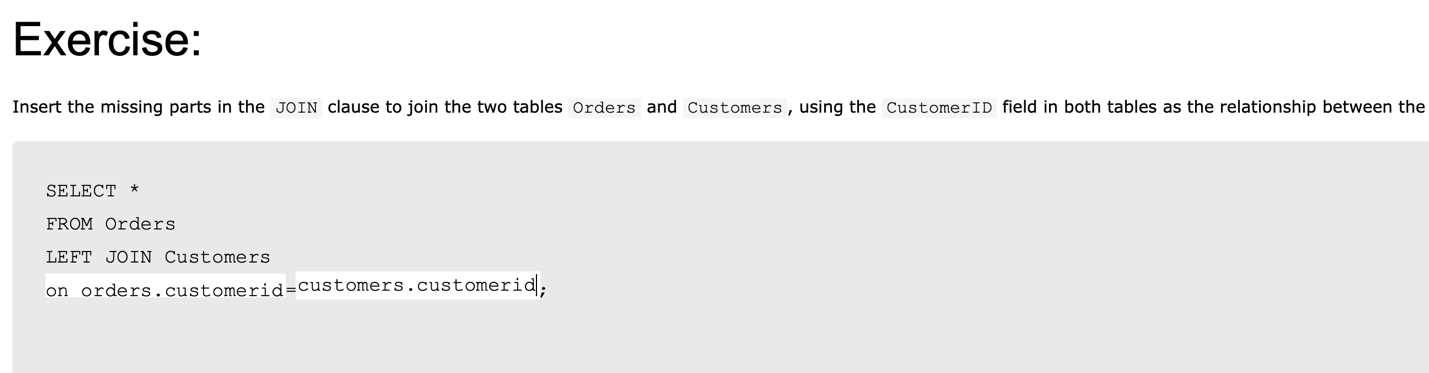 Exercise:
Insert the missing parts in the JOIN clause to join the two tables Orders and Customers, using the CustomerID field in both tables as the relationship between the
SELECT *
FROM Orders
LEFT JOIN Customers
on orders.customerid=customers.customerid;